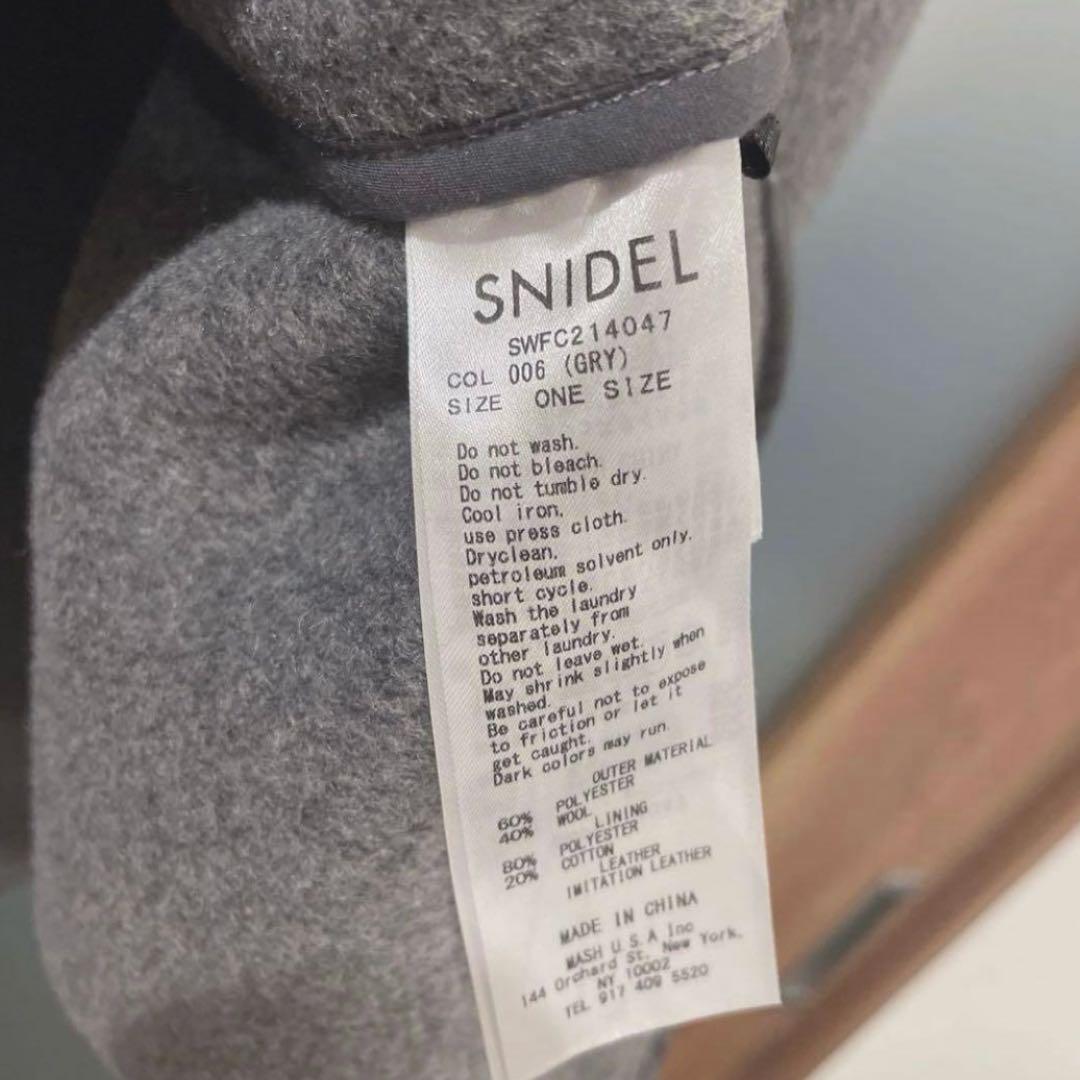 SNIDEL
SWFC214047
COL 006 (GRY)
SIZE ONE SIZE
Do not wash.
Do not bleach.
Do not tumble dry.
Cool iron.
use press cloth.
Dryclean.
petroleum solvent only.
short cycle.
Wash the laundry
separately from
other laundry.
Do not leave wet.
May shrink slightly when
washed.
Be careful not to expose
to friction or let it
get caught.
Dark colors may run.
OUTER MATERIAL
60% POLYESTER
40% WOOL
LINING
80% POLYESTER
20% COTTON
LEATHER
IMITATION LEATHER
MADE IN CHINA
MASH U.S.A Inc
144 Orchard St. New York.
NY 10002
TEL 917 409 5520